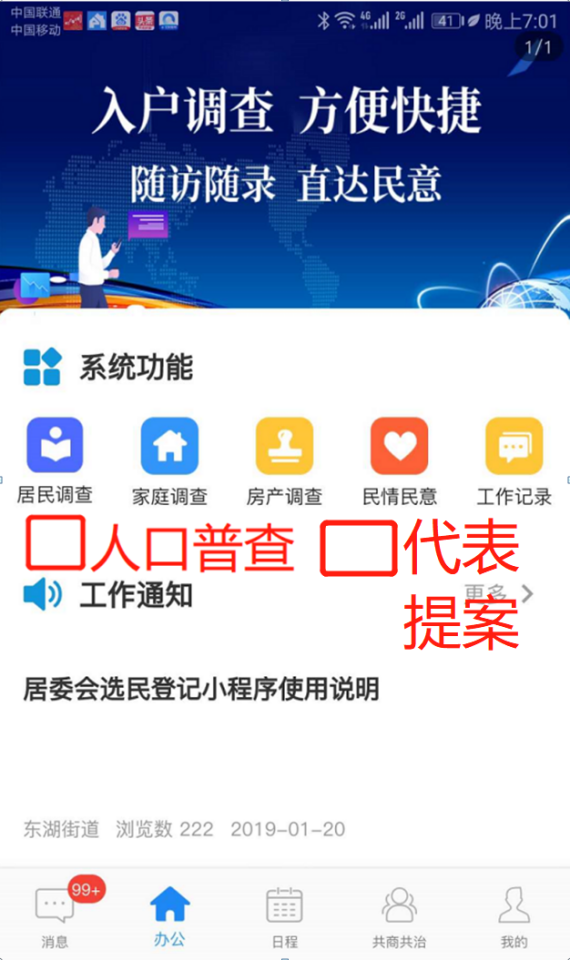 中国联通
中国移动
4G 2G 41 晚上7:01
1/1
入户调查 方便快捷
随访随录 直达民意
系统功能
居民调查 家庭调查 房产调查 民情民意 工作记录
人口普查 代表
提案
工作通知 更多
居委会选民登记小程序使用说明
东湖街道 浏览数 222 2019-01-20
99+
消息 办公 日程 共商共治 我的